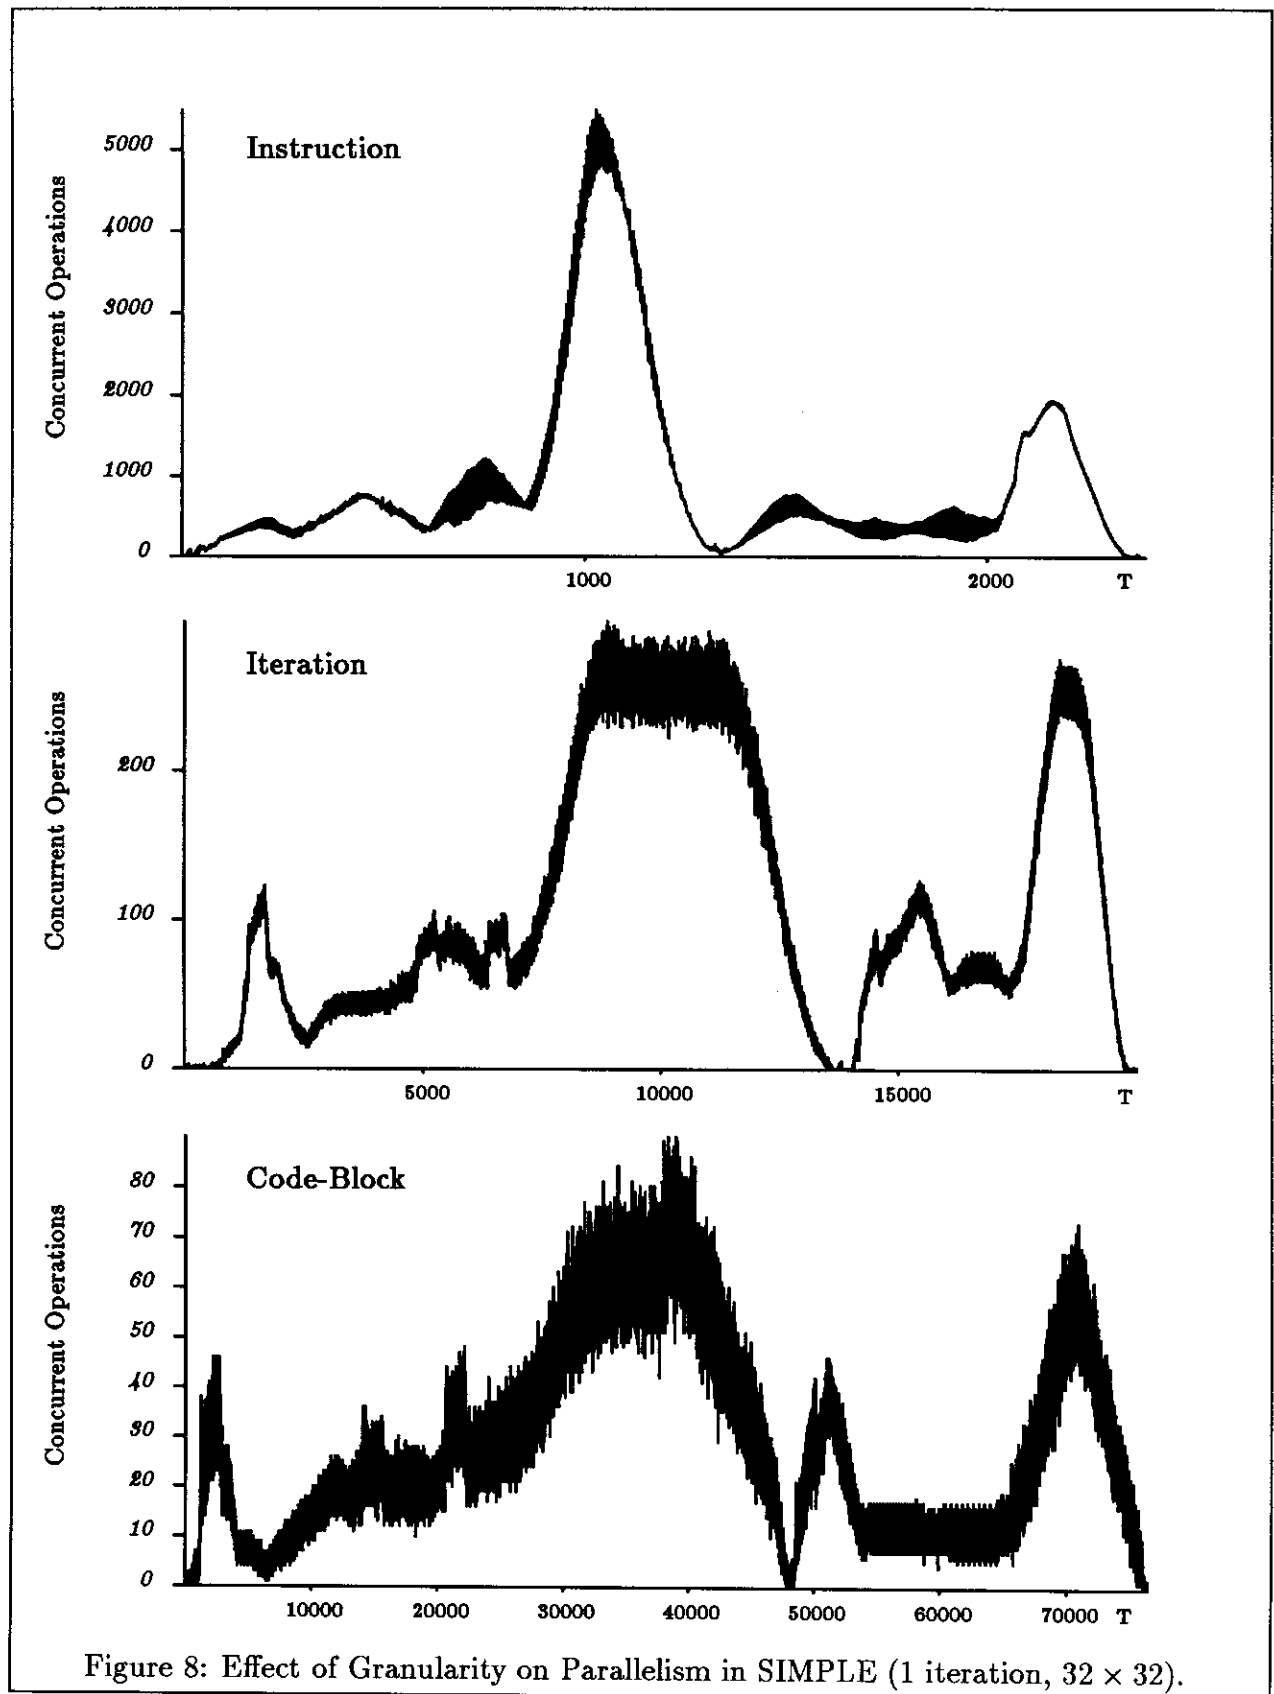 Instruction
Concurrent Operations
5000
4000
3000
2000
1000
0
1000 2000 T
Iteration
Concurrent Operations
200
100
0
5000 10000 15000 T
Code-Block
Concurrent Operations
80
70
60
50
40
30
20
10
0
10000 20000 30000 40000 50000 60000 70000 T
Figure 8: Effect of Granularity on Parallelism in SIMPLE (1 iteration, 32 × 32).